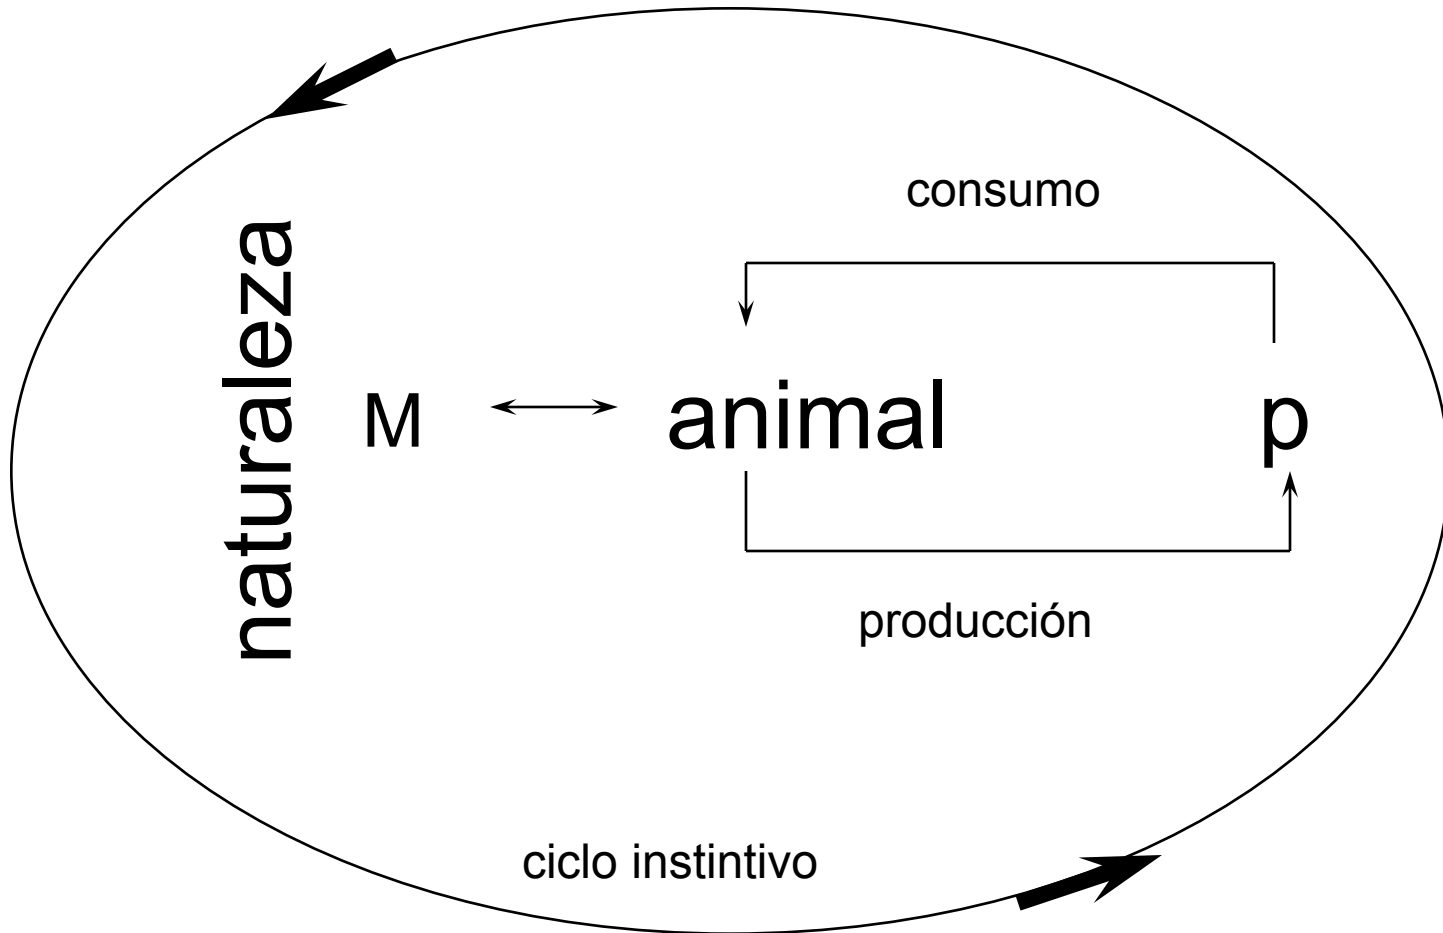 consumo
naturaleza
M
animal
p
producción
ciclo instintivo